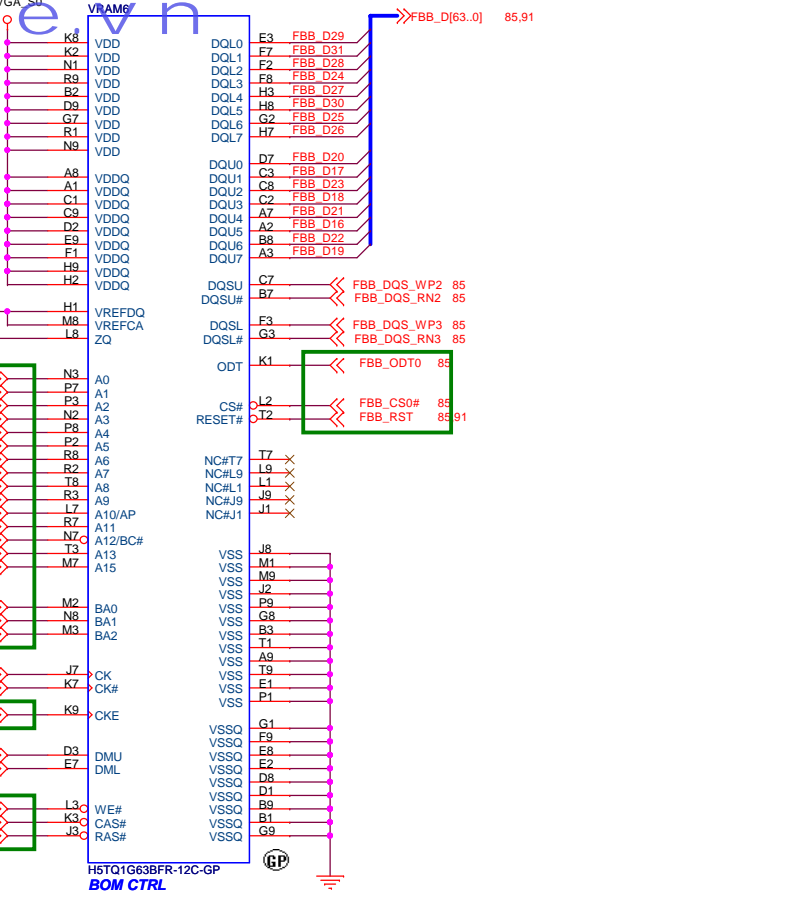 VGA_S0
e.vn
VRAM6
FBB_D[63..0] 85,91
K8 VDD DQL0 E3 FBB_D29
K2 VDD DQL1 F7 FBB_D31
N1 VDD DQL2 F2 FBB_D28
R9 VDD DQL3 F8 FBB_D24
B2 VDD DQL4 H3 FBB_D27
D9 VDD DQL5 H8 FBB_D30
G7 VDD DQL6 G2 FBB_D25
R1 VDD DQL7 H7 FBB_D26
N9 VDD
DQU0 D7 FBB_D20
A8 VDDQ DQU1 C3 FBB_D17
A1 VDDQ DQU2 C8 FBB_D23
C1 VDDQ DQU3 C2 FBB_D18
C9 VDDQ DQU4 A7 FBB_D21
D2 VDDQ DQU5 A2 FBB_D16
E9 VDDQ DQU6 B8 FBB_D22
F1 VDDQ DQU7 A3 FBB_D19
H9 VDDQ
H2 VDDQ DQSU C7 FBB_DQS_WP2 85
DQSU# B7 FBB_DQS_RN2 85
H1 VREFDQ
M8 VREFCA DQSL F3 FBB_DQS_WP3 85
L8 ZQ DQSL# G3 FBB_DQS_RN3 85
ODT K1 FBB_ODT0 85
N3 A0
P7 A1
P3 A2 CS# L2 FBB_CS0# 85
N2 A3 RESET# T2 FBB_RST 85,91
P8 A4
P2 A5
R8 A6 NC#T7 T7
R2 A7 NC#L9 L9
T8 A8 NC#L1 L1
R3 A9 NC#J9 J9
L7 A10/AP NC#J1 J1
R7 A11
N7 A12/BC#
T3 A13 VSS J8
M7 A15 VSS M1
VSS M9
VSS J2
M2 BA0 VSS P9
N8 BA1 VSS G8
M3 BA2 VSS B3
VSS T1
VSS A9
J7 CK VSS T9
K7 CK# VSS E1
VSS P1
K9 CKE
VSSQ G1
VSSQ F9
D3 DMU VSSQ E8
E7 DML VSSQ E2
VSSQ D8
VSSQ D1
L3 WE# VSSQ B9
K3 CAS# VSSQ B1
J3 RAS# VSSQ G9
GP
H5TQ1G63BFR-12C-GP
BOM CTRL